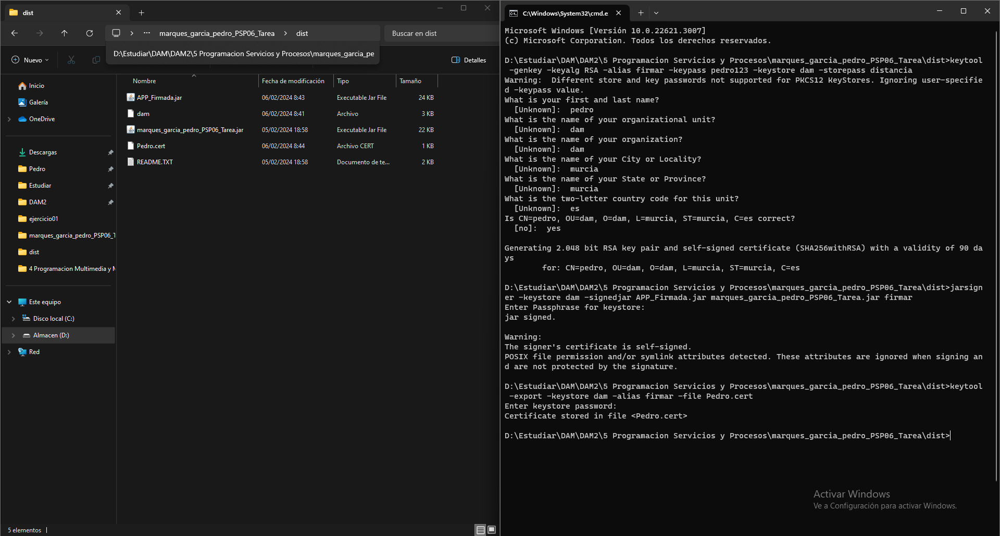 dist
marques_garcia_pedro_PSP06_Tarea
dist
Buscar en dist
D:\Estudiar\DAM\DAM2\5 Programacion Servicios y Procesos\marques_garcia_pe
Nuevo
Detalles
Inicio
Galería
OneDrive
Descargas
Pedro
Estudiar
DAM2
ejercicio01
marques_garcia_pedro_PSP06_T
dist
4 Programacion Multimedia y M
Este equipo
Disco local (C:)
Almacen (D:)
Red
Nombre Fecha de modificación Tipo Tamaño
APP_Firmada.jar 06/02/2024 8:43 Executable Jar File 24 KB
dam 06/02/2024 8:41 Archivo 3 KB
marques_garcia_pedro_PSP06_Tarea.jar 05/02/2024 18:58 Executable Jar File 22 KB
Pedro.cert 06/02/2024 8:44 Archivo CERT 1 KB
README.TXT 05/02/2024 18:58 Documento de te... 2 KB
5 elementos
C:\Windows\System32\cmd.e
Microsoft Windows [Versión 10.0.22621.3007]
(c) Microsoft Corporation. Todos los derechos reservados.
D:\Estudiar\DAM\DAM2\5 Programacion Servicios y Procesos\marques_garcia_pedro_PSP06_Tarea\dist>keytool
-genkey -keyalg RSA -alias firmar -keypass pedro123 -keystore dam -storepass distancia
Warning:  Different store and key passwords not supported for PKCS12 KeyStores. Ignoring user-specifie
d -keypass value.
What is your first and last name?
[Unknown]:  pedro
What is the name of your organizational unit?
[Unknown]:  dam
What is the name of your organization?
[Unknown]:  dam
What is the name of your City or Locality?
[Unknown]:  murcia
What is the name of your State or Province?
[Unknown]:  murcia
What is the two-letter country code for this unit?
[Unknown]:  es
Is CN=pedro, OU=dam, O=dam, L=murcia, ST=murcia, C=es correct?
[no]:  yes
Generating 2.048 bit RSA key pair and self-signed certificate (SHA256withRSA) with a validity of 90 da
ys
for: CN=pedro, OU=dam, O=dam, L=murcia, ST=murcia, C=es
D:\Estudiar\DAM\DAM2\5 Programacion Servicios y Procesos\marques_garcia_pedro_PSP06_Tarea\dist>jarsign
er -keystore dam -signedjar APP_Firmada.jar marques_garcia_pedro_PSP06_Tarea.jar firmar
Enter Passphrase for keystore:
jar signed.
Warning:
The signer's certificate is self-signed.
POSIX file permission and/or symlink attributes detected. These attributes are ignored when signing an
d are not protected by the signature.
D:\Estudiar\DAM\DAM2\5 Programacion Servicios y Procesos\marques_garcia_pedro_PSP06_Tarea\dist>keytool
-export -keystore dam -alias firmar -file Pedro.cert
Enter keystore password:
Certificate stored in file <Pedro.cert>
D:\Estudiar\DAM\DAM2\5 Programacion Servicios y Procesos\marques_garcia_pedro_PSP06_Tarea\dist>
Activar Windows
Ve a Configuración para activar Windows.